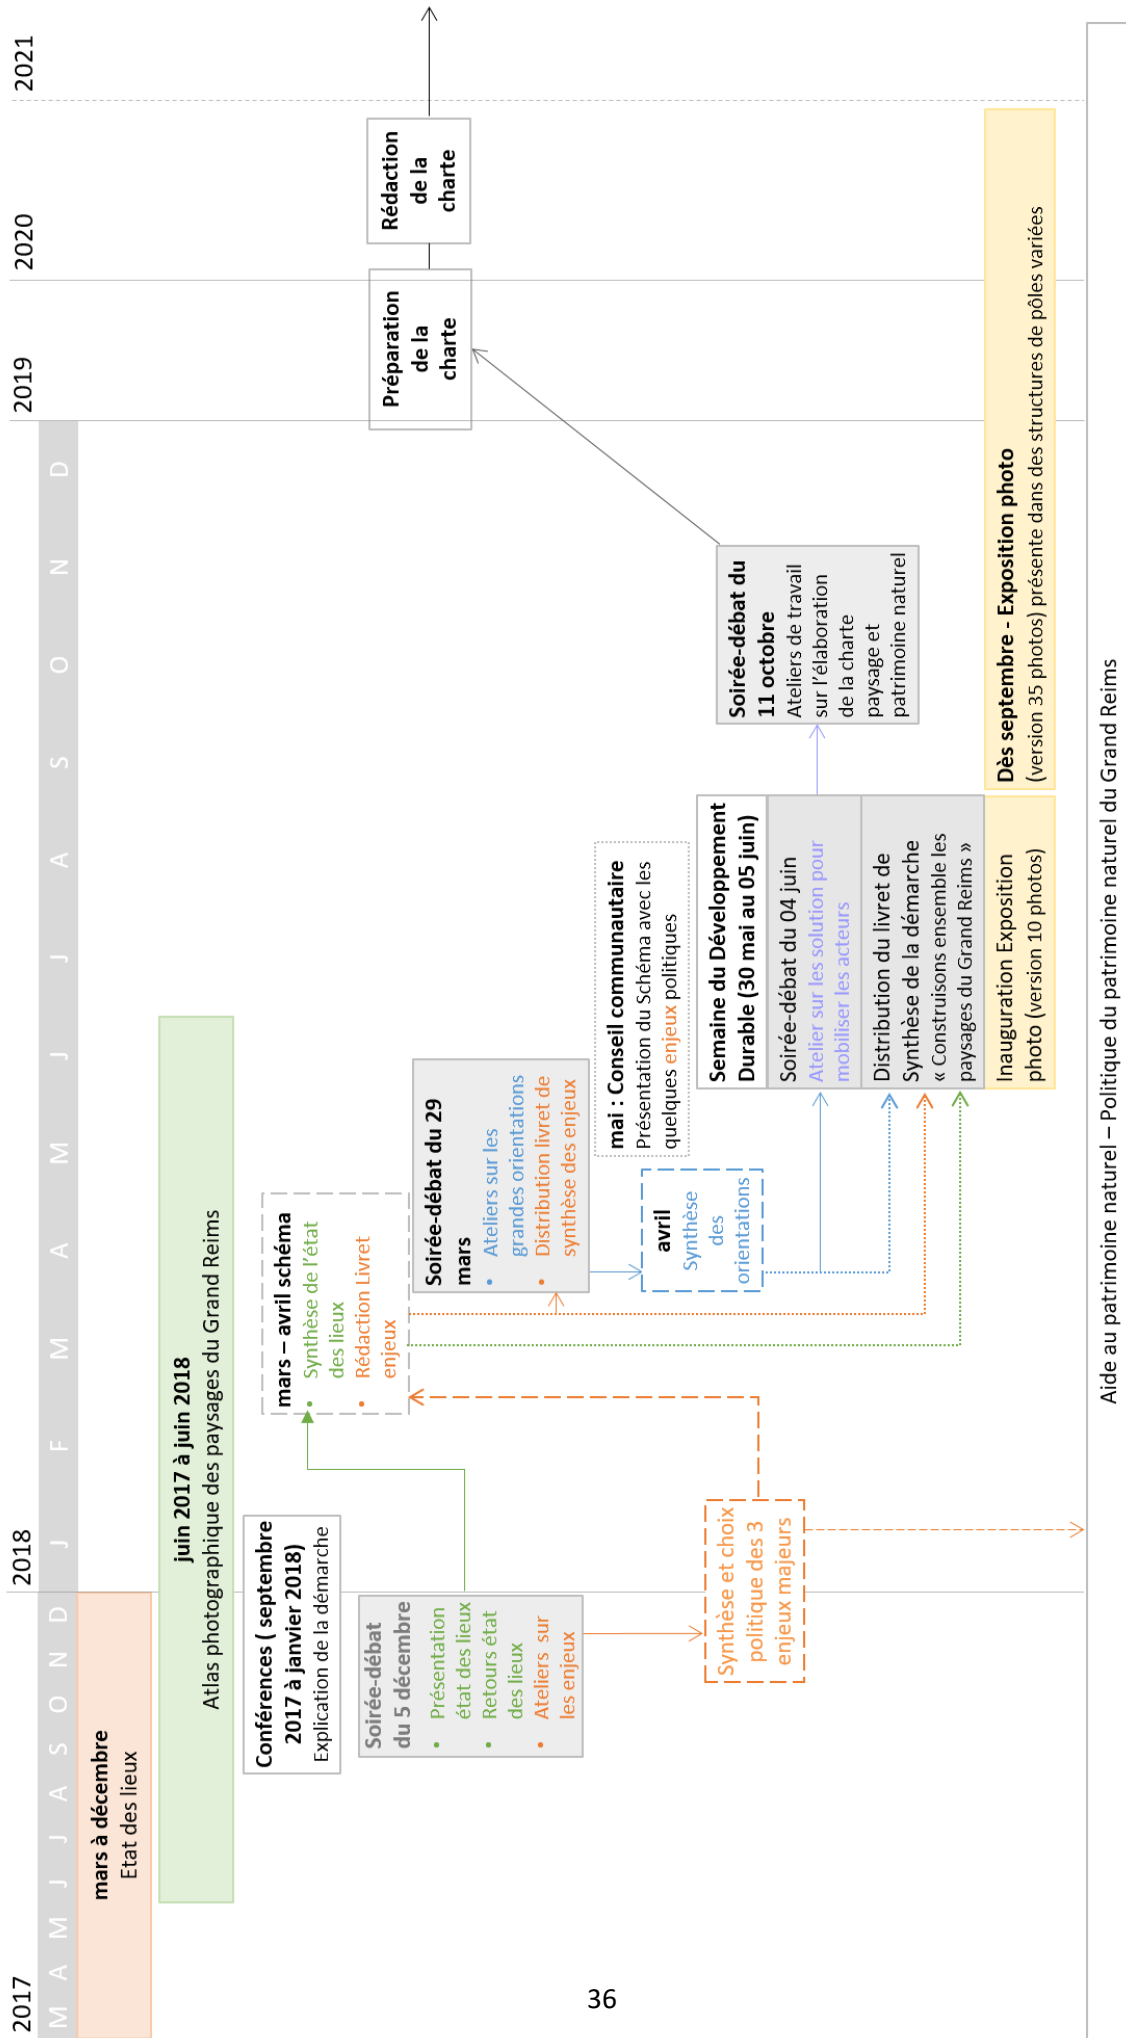 2017
2018
2019
2020
2021
M A M J J A S O N D J F M A M J J A S O N D
mars à décembre
Etat des lieux
juin 2017 à juin 2018
Atlas photographique des paysages du Grand Reims
Conférences ( septembre
2017 à janvier 2018)
Explication de la démarche
Soirée-débat
du 5 décembre
• Présentation
état des lieux
• Retours état
des lieux
• Ateliers sur
les enjeux
Synthèse et choix
politique des 3
enjeux majeurs
mars – avril schéma
• Synthèse de l'état
des lieux
• Rédaction Livret
enjeux
Soirée-débat du 29
mars
• Ateliers sur les
grandes orientations
• Distribution livret de
synthèse des enjeux
avril
Synthèse
des
orientations
mai : Conseil communautaire
Présentation du Schéma avec les
quelques enjeux politiques
Semaine du Développement
Durable (30 mai au 05 juin)
Soirée-débat du 04 juin
Atelier sur les solution pour
mobiliser les acteurs
Distribution du livret de
Synthèse de la démarche
« Construisons ensemble les
paysages du Grand Reims »
Inauguration Exposition
photo (version 10 photos)
Soirée-débat du
11 octobre
Ateliers de travail
sur l'élaboration
de la charte
paysage et
patrimoine naturel
Dès septembre - Exposition photo
(version 35 photos) présente dans des structures de pôles variées
Préparation
de la
charte
Rédaction
de la
charte
Aide au patrimoine naturel – Politique du patrimoine naturel du Grand Reims
36